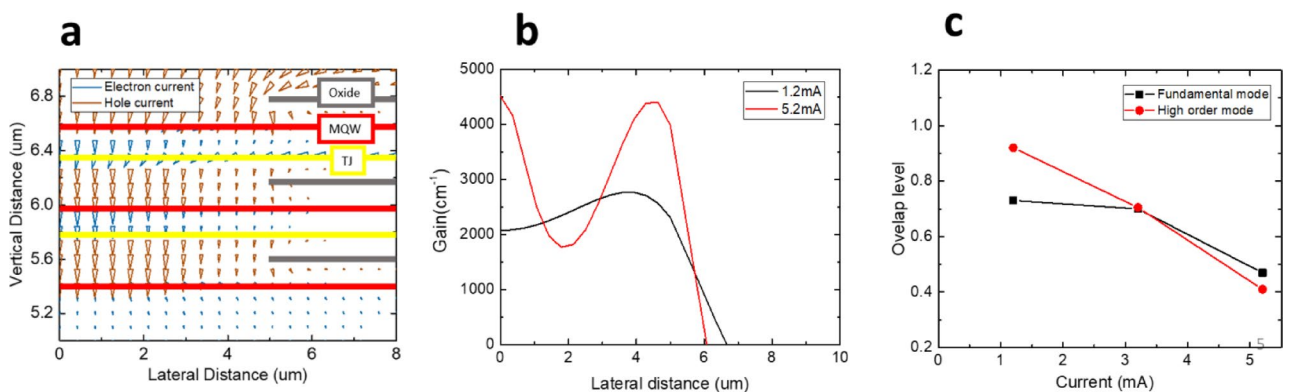 a
Electron current
Hole current
Oxide
MQW
TJ
6.8
6.4
6.0
5.6
5.2
0 1 2 3 4 5 6 7 8
Vertical Distance (um)
Lateral Distance (um)
b
1.2mA
5.2mA
5000
4000
3000
2000
1000
0
0 2 4 6 8 10
Gain(cm-1)
Lateral distance (um)
c
Fundamental mode
High order mode
1.2
1.0
0.8
0.6
0.4
0.2
0 1 2 3 4 5
Ovelap level
Current (mA)
5